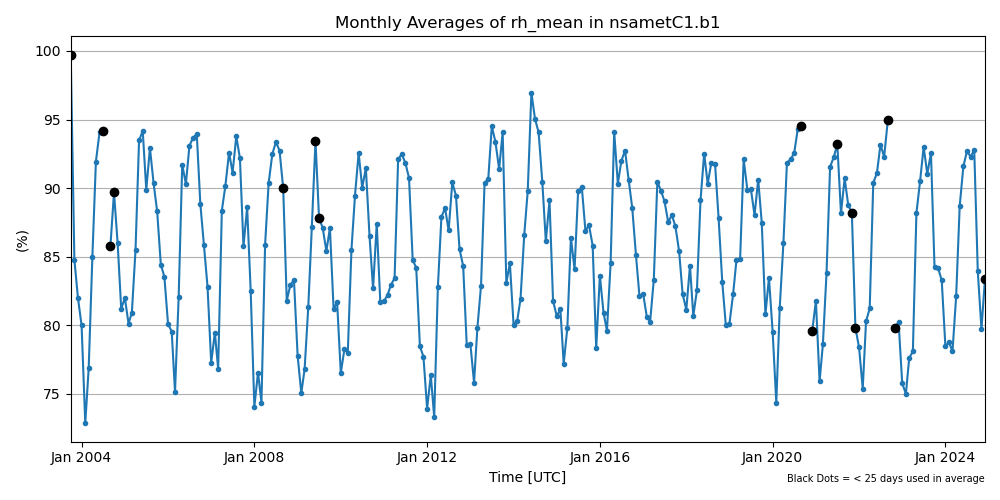 Monthly Averages of rh_mean in nsametC1.b1
100
95
90
85
80
75
(%)
Jan 2004
Jan 2008
Jan 2012
Jan 2016
Jan 2020
Jan 2024
Time [UTC]
Black Dots = < 25 days used in average